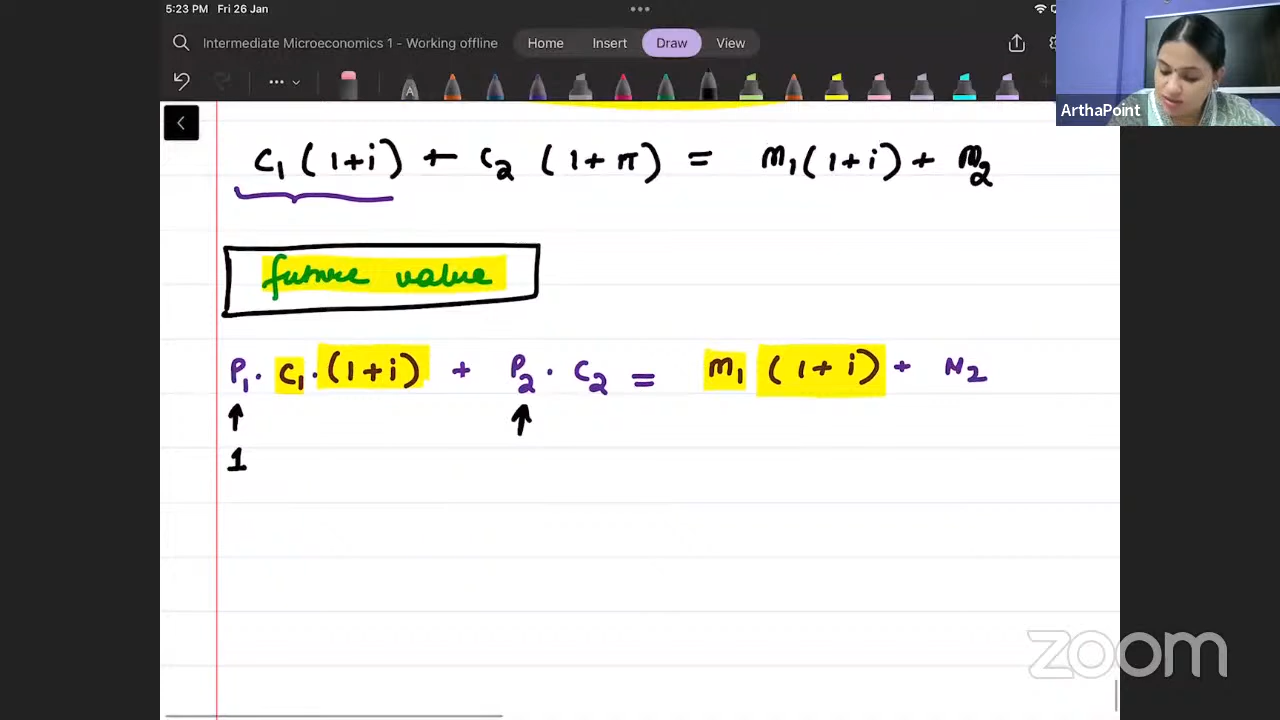 5:23 PM Fri 26 Jan
Intermediate Microeconomics 1 - Working offline Home Insert Draw View
A
ArthaPoint
C₁ (1+i) + C₂ (1+π) = m₁(1+i) + m₂
future value
P₁ · C₁ · (1+i) + P₂ · C₂ = m₁ (1+i) + m₂
↑ ↑
1
zoom